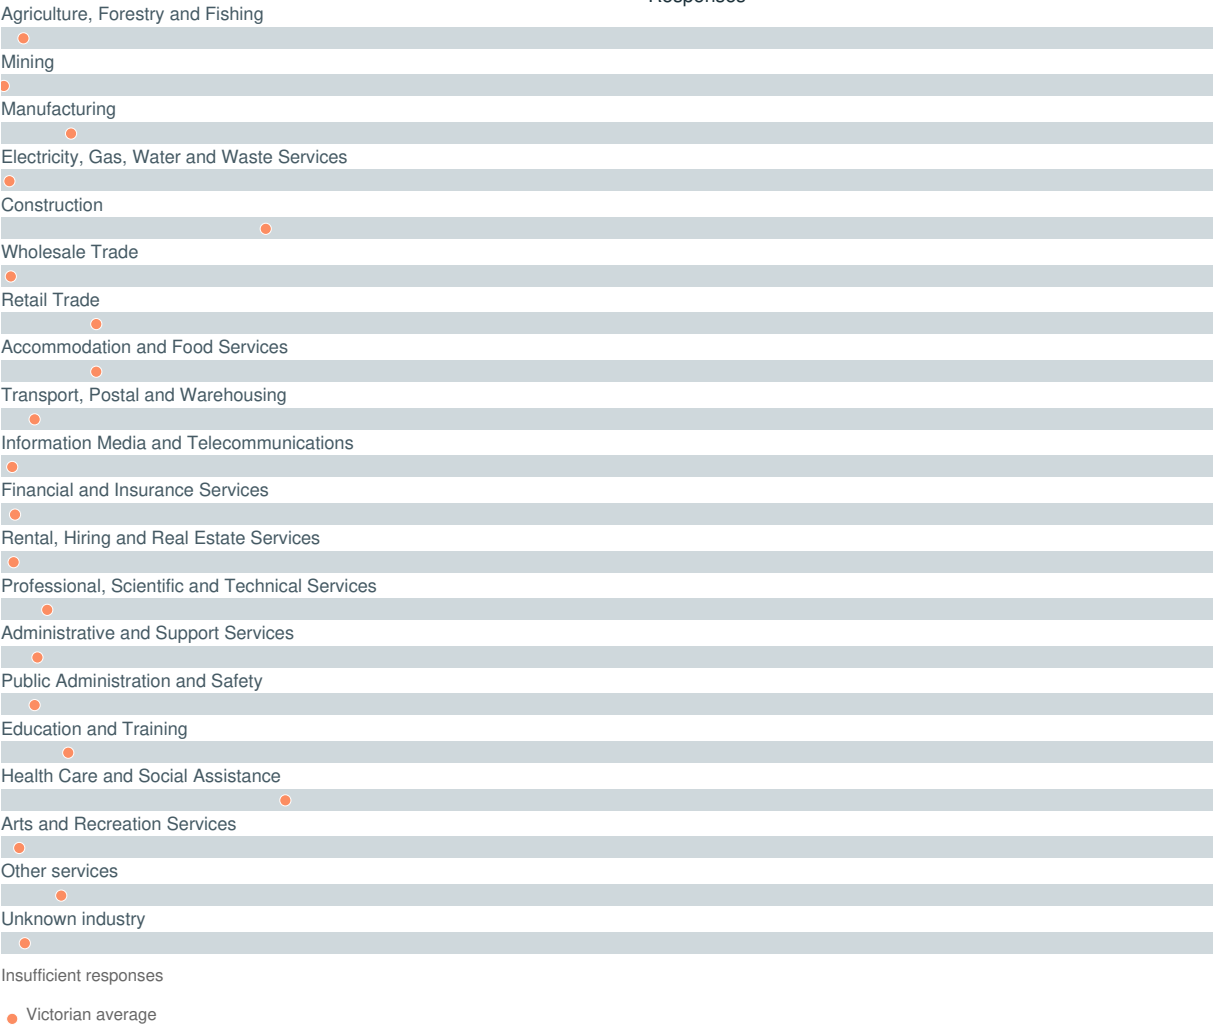 Responses
Agriculture, Forestry and Fishing
Mining
Manufacturing
Electricity, Gas, Water and Waste Services
Construction
Wholesale Trade
Retail Trade
Accommodation and Food Services
Transport, Postal and Warehousing
Information Media and Telecommunications
Financial and Insurance Services
Rental, Hiring and Real Estate Services
Professional, Scientific and Technical Services
Administrative and Support Services
Public Administration and Safety
Education and Training
Health Care and Social Assistance
Arts and Recreation Services
Other services
Unknown industry
Insufficient responses
Victorian average